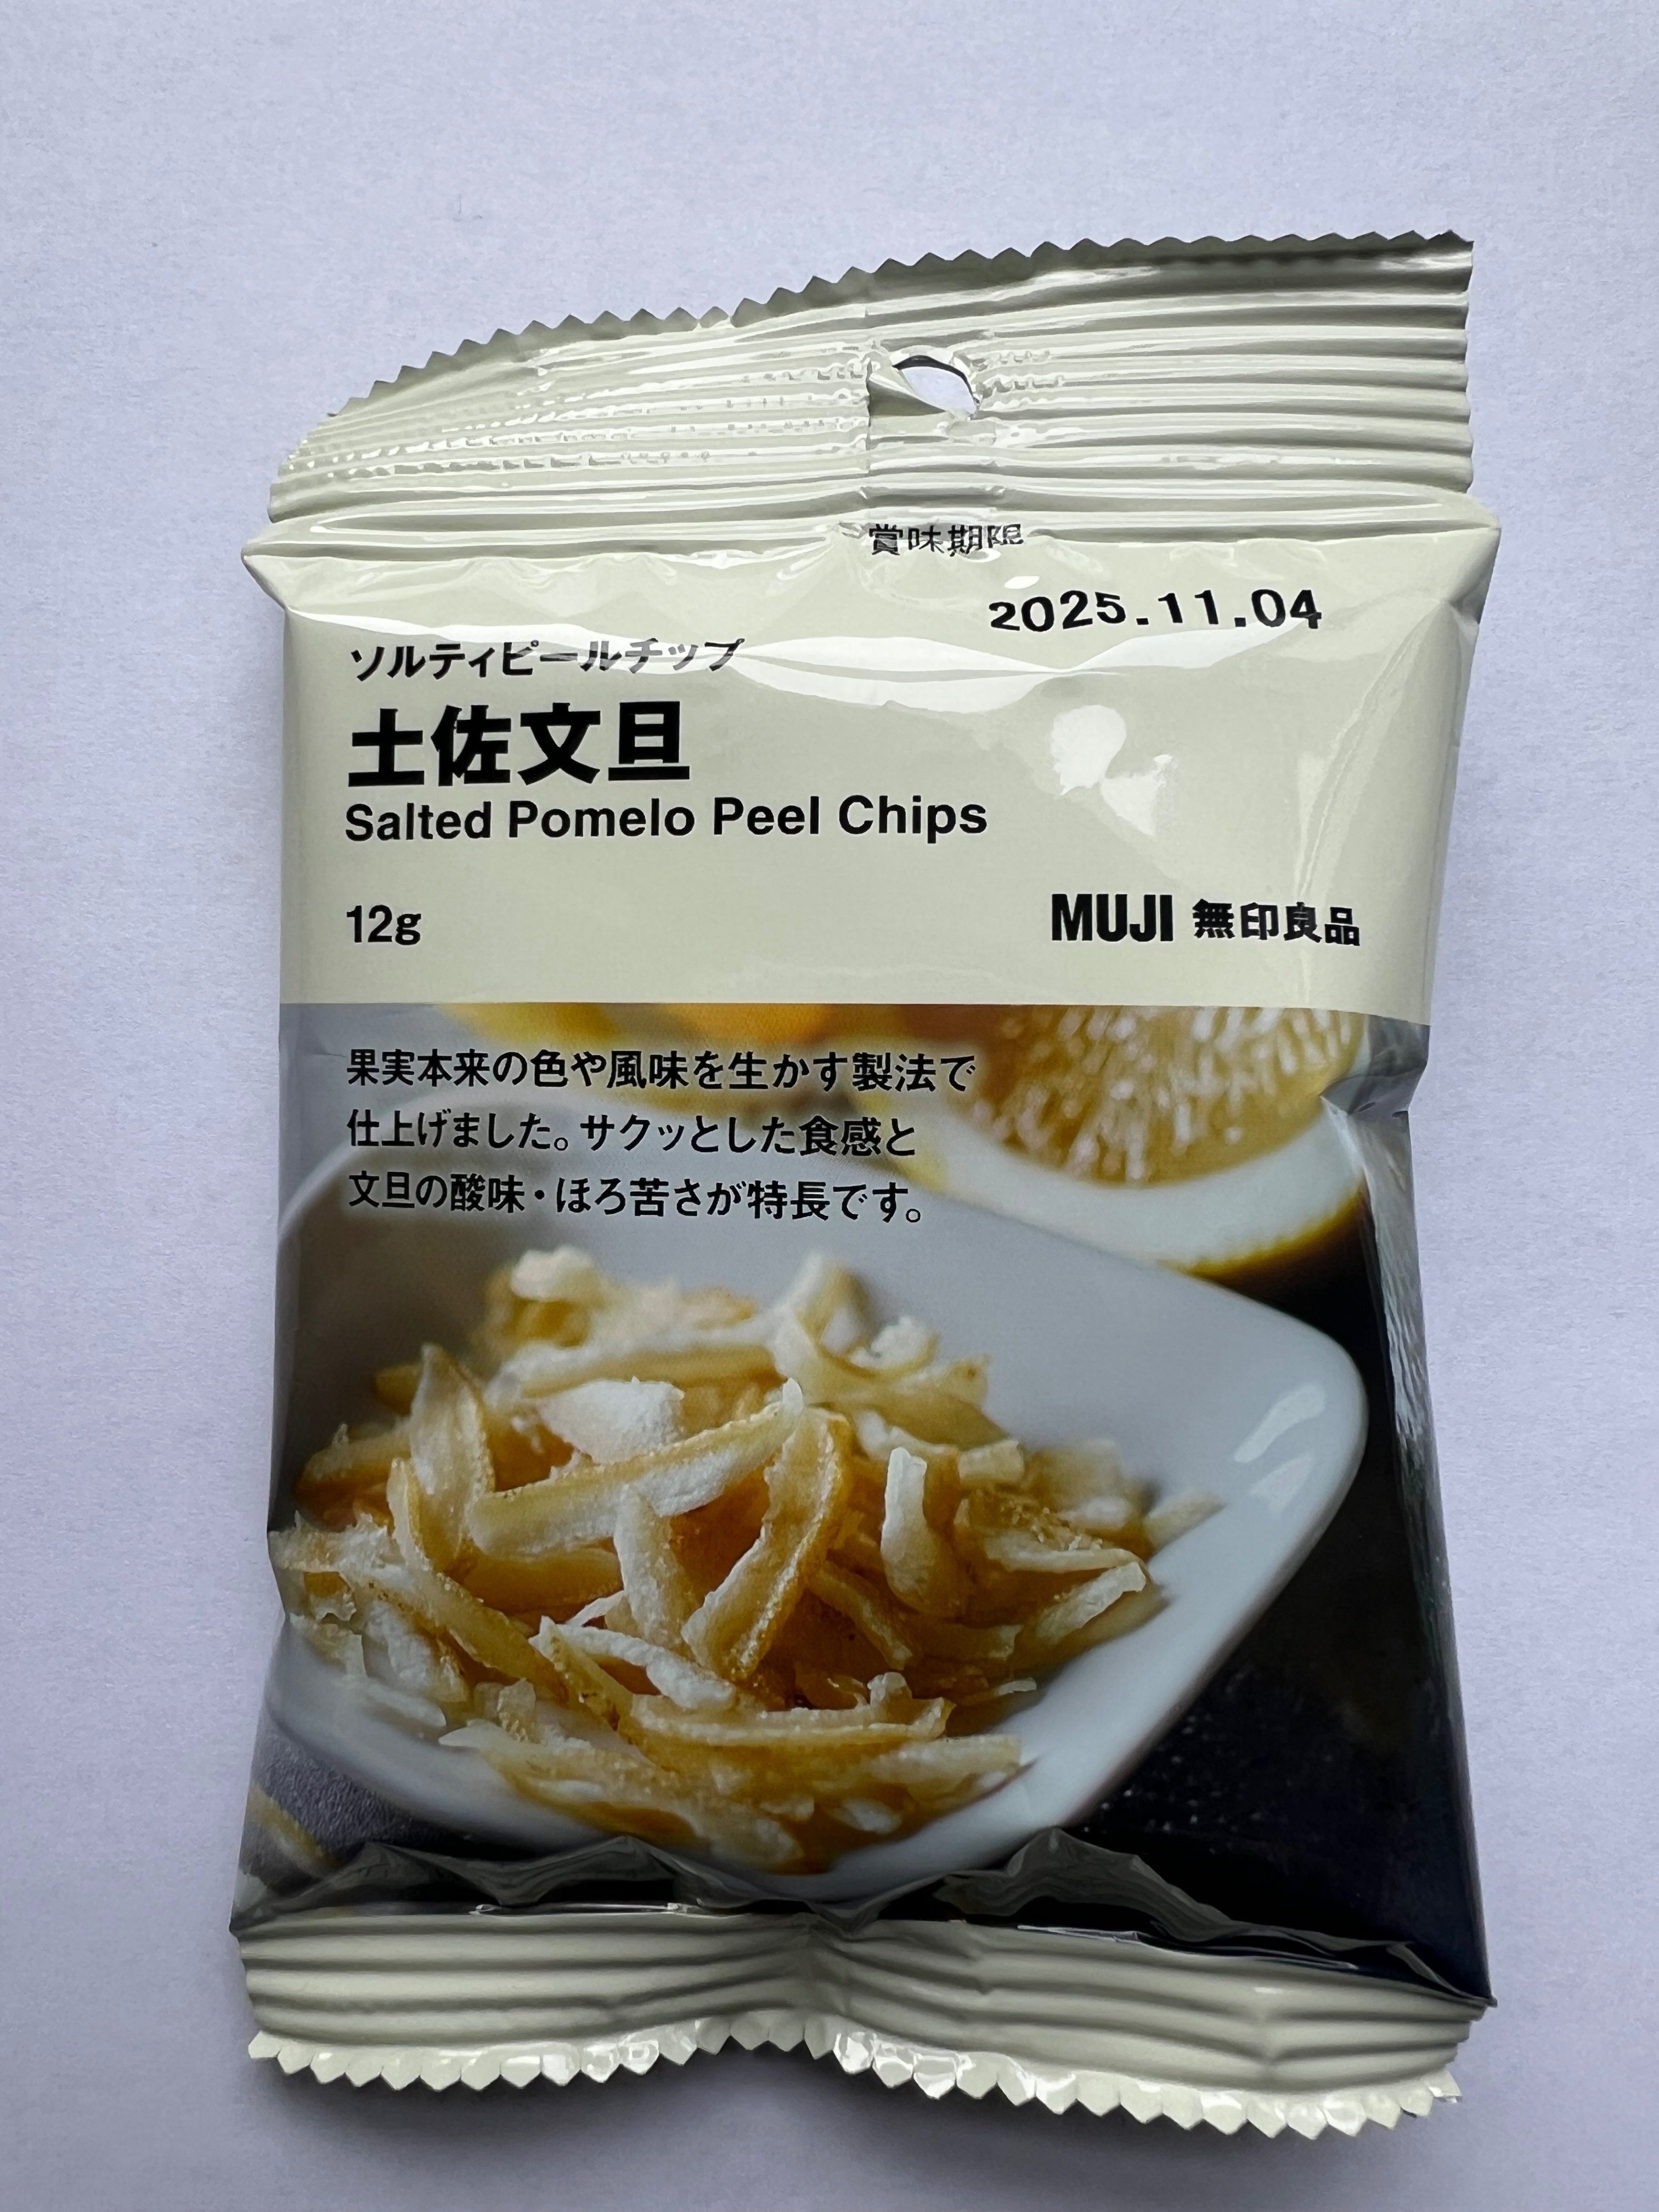 賞味期限
2025.11.04
ソルティピールチップ
土佐文旦
Salted Pomelo Peel Chips
12g
MUJI 無印良品
果実本来の色や風味を生かす製法で
仕上げました。サクッとした食感と
文旦の酸味・ほろ苦さが特長です。